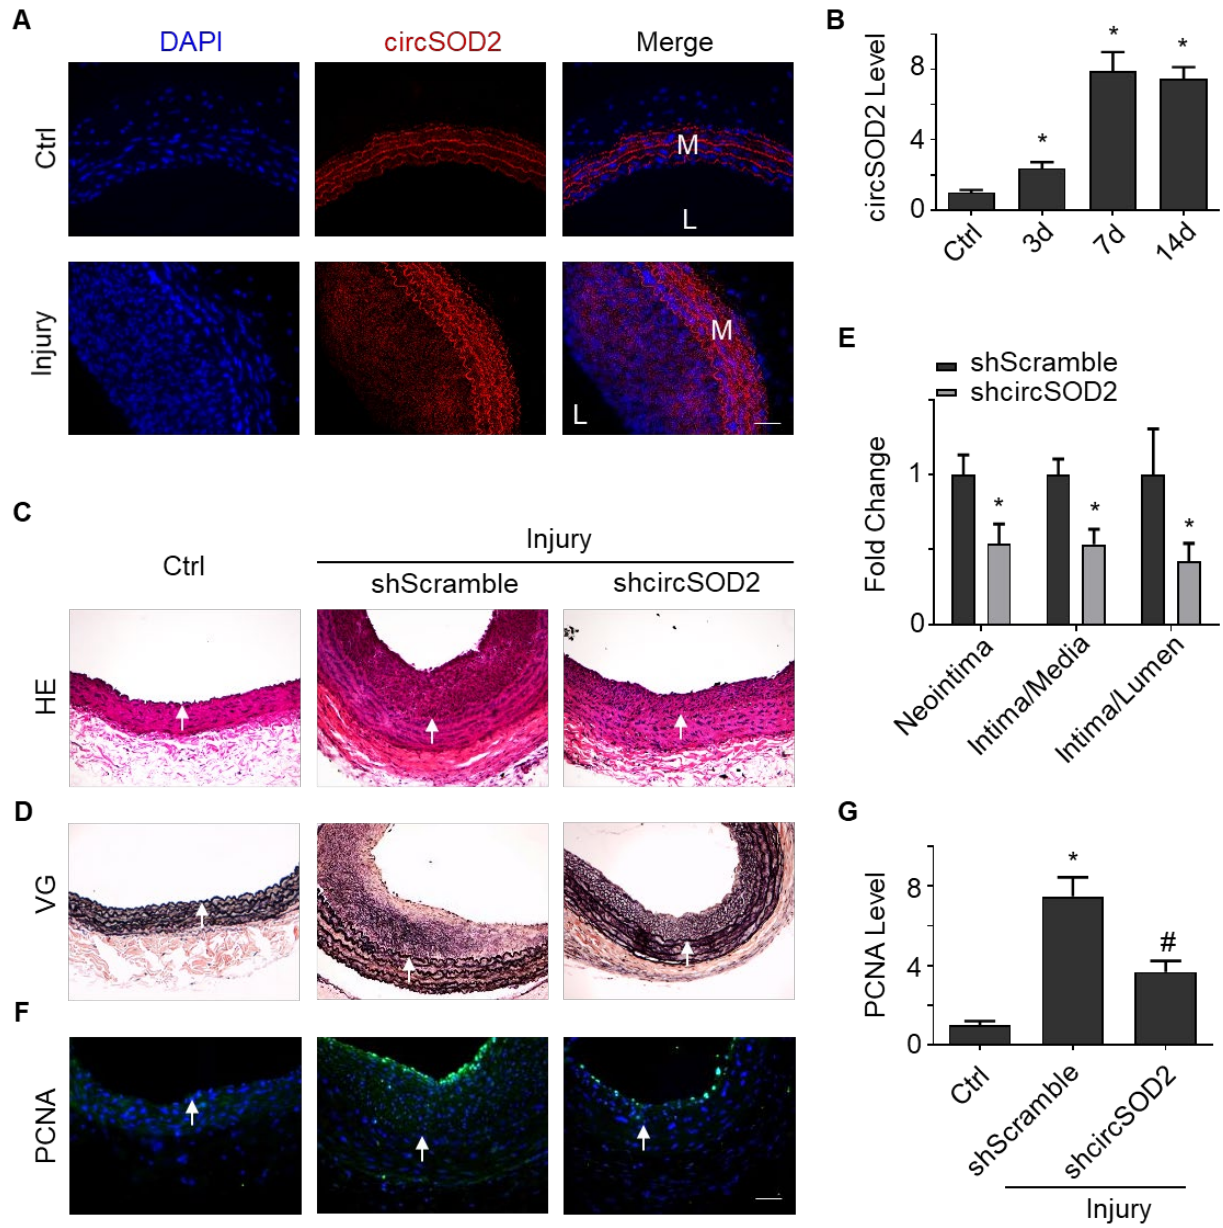 A
DAPI circSOD2 Merge
Ctrl
M
L
Injury
M
L
B
circSOD2 Level
8
4
0
* * *
Ctrl 3d 7d 14d
C
Injury
Ctrl shScramble shcircSOD2
HE
D
VG
F
PCNA
E
shScramble
shcircSOD2
Fold Change
1
0
* * *
Neointima Intima/Media Intima/Lumen
G
PCNA Level
8
4
0
* #
Ctrl shScramble shcircSOD2
Injury